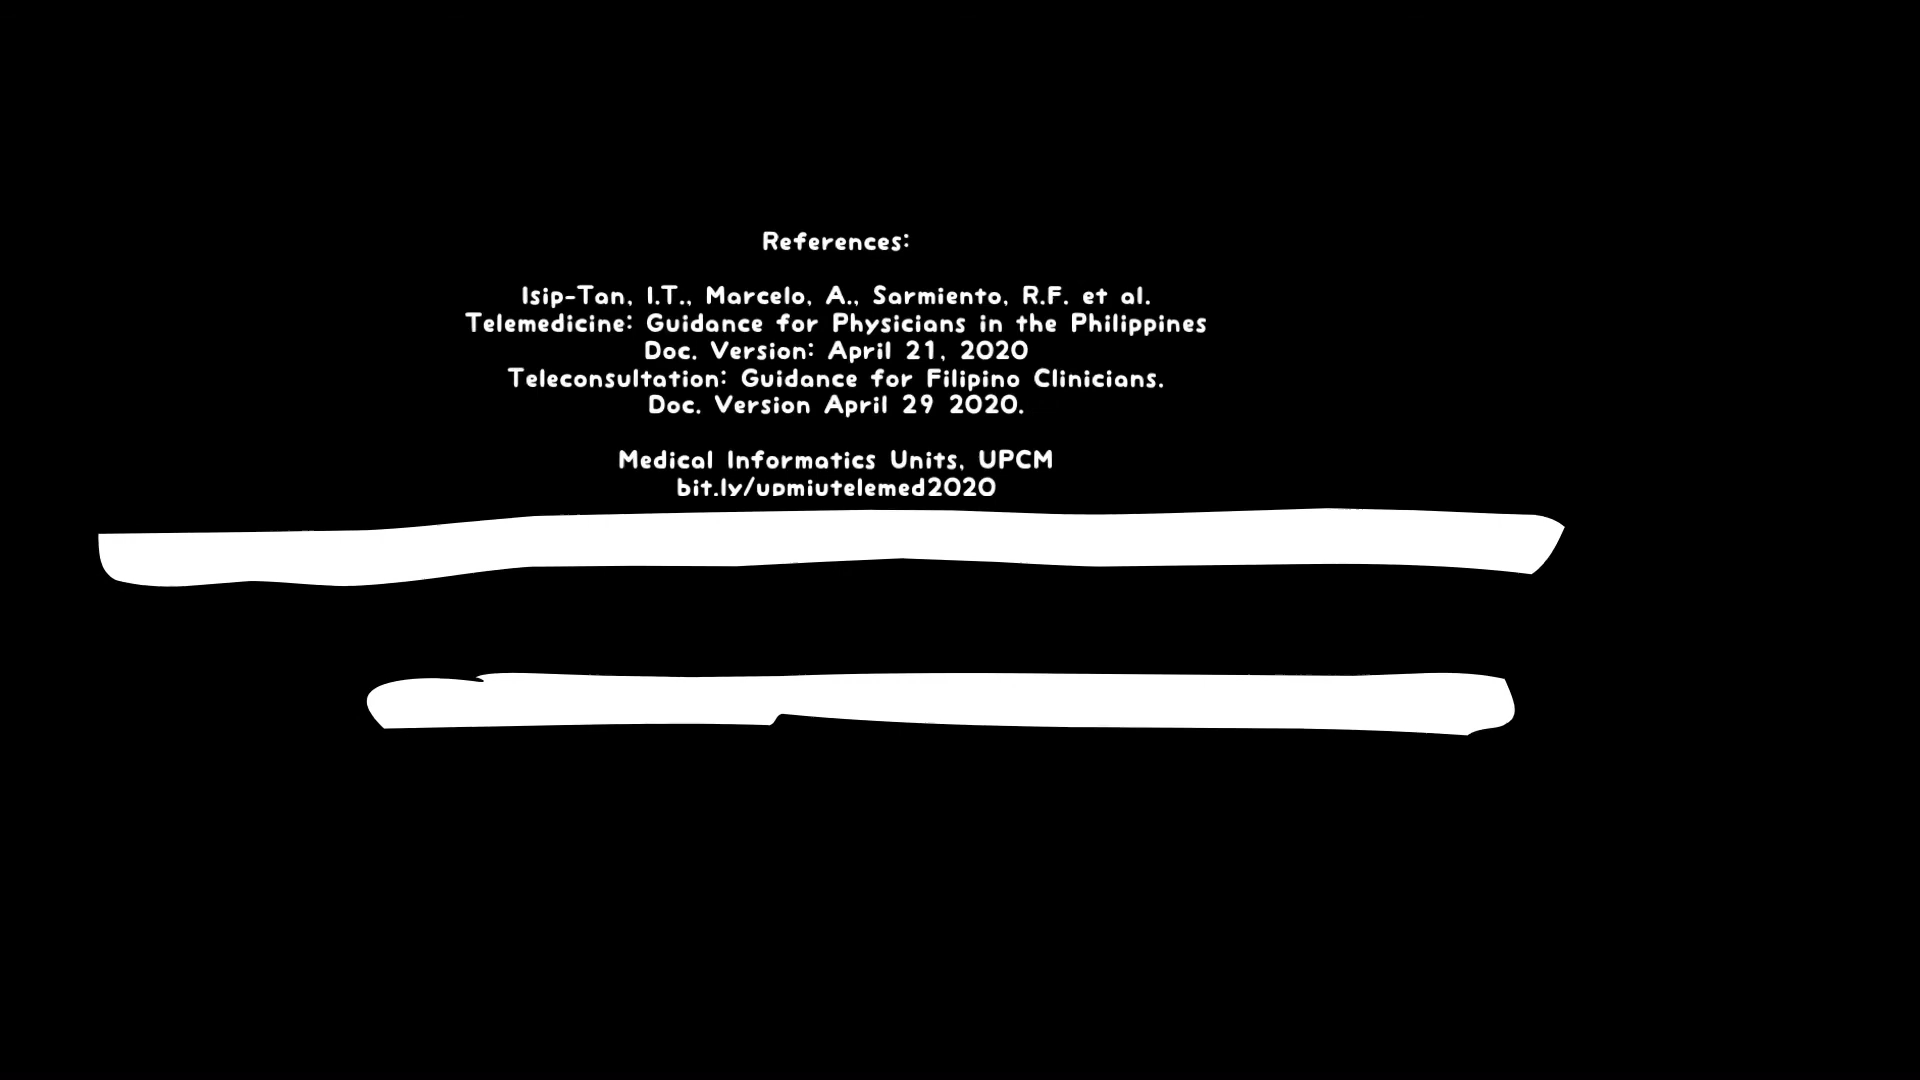 References:
Isip-Tan, I.T., Marcelo, A., Sarmiento, R.F. et al.
Telemedicine: Guidance for Physicians in the Philippines
Doc. Version: April 21, 2020
Teleconsultation: Guidance for Filipino Clinicians.
Doc. Version April 29 2020.
Medical Informatics Units, UPCM
bit.ly/upmiutelemed2020